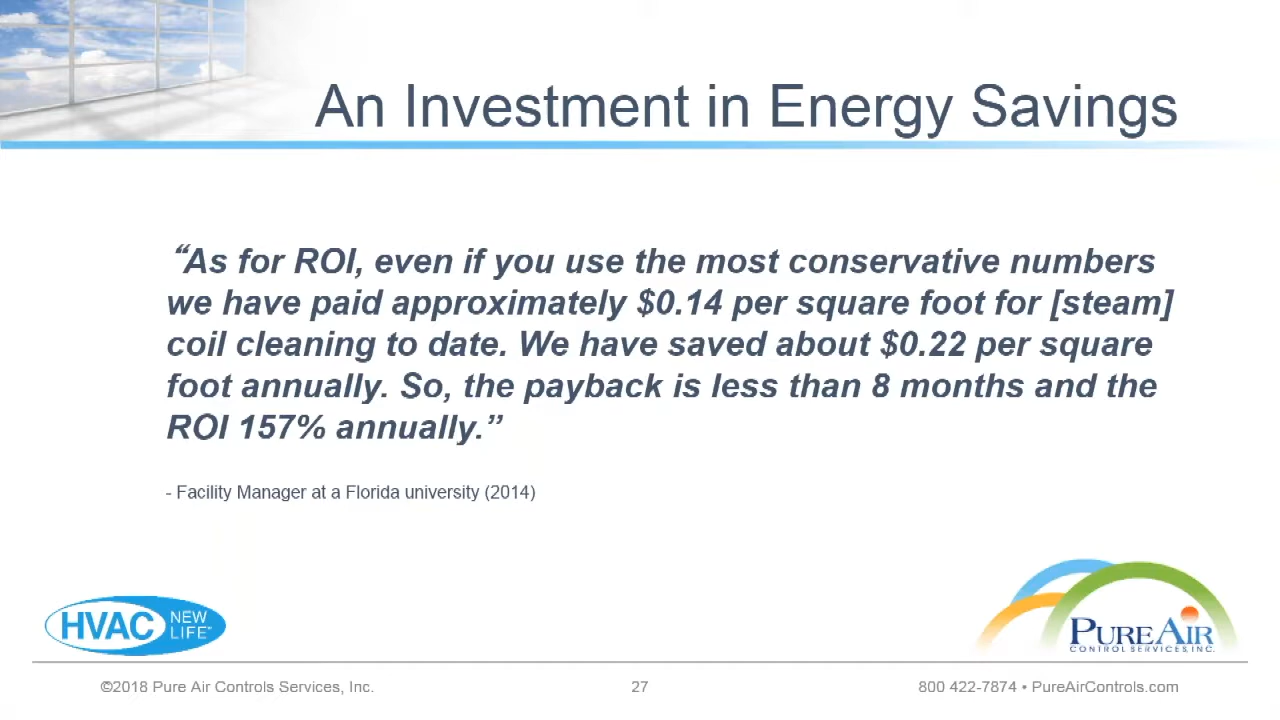 An Investment in Energy Savings
“As for ROI, even if you use the most conservative numbers
we have paid approximately $0.14 per square foot for [steam]
coil cleaning to date. We have saved about $0.22 per square
foot annually. So, the payback is less than 8 months and the
ROI 157% annually.”
- Facility Manager at a Florida university (2014)
HVAC NEW
LIFE™
PURE AIR
CONTROL SERVICES, INC.
©2018 Pure Air Controls Services, Inc.
27
800 422-7874 • PureAirControls.com